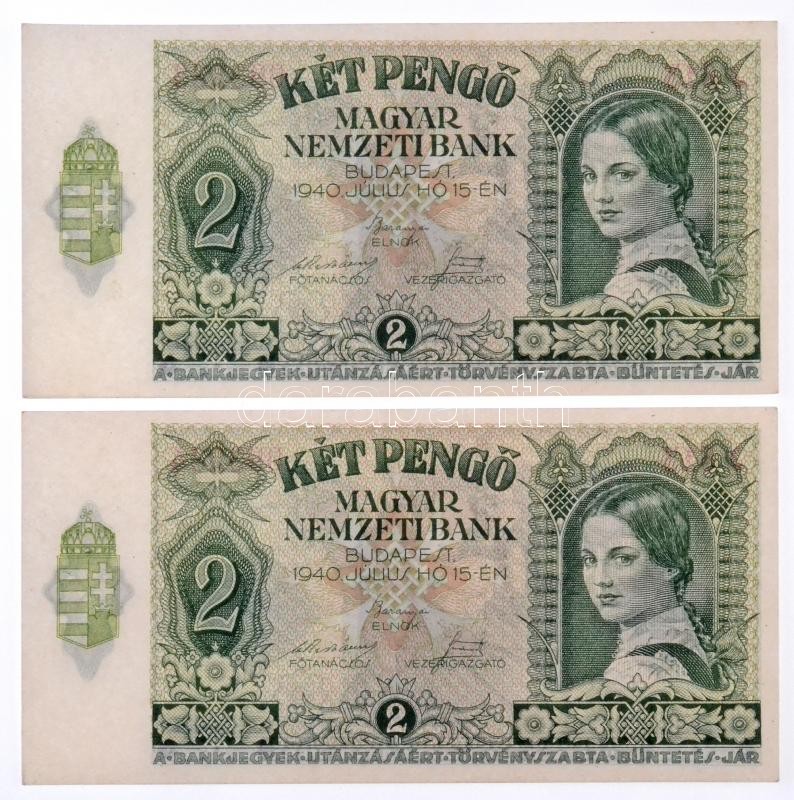 KÉT PENGŐ
MAGYAR
NEMZETI BANK
BUDAPEST,
1940. JÚLIUS HÓ 15-ÉN
2
ELNÖK
FŐTANÁCSOS VEZÉRIGAZGATÓ
2
A·BANKJEGYEK·UTÁNZÁSÁÉRT·TÖRVÉNYSZABTA·BÜNTETÉS·JÁR
darabanth
KÉT PENGŐ
MAGYAR
NEMZETI BANK
BUDAPEST,
1940. JÚLIUS HÓ 15-ÉN
2
ELNÖK
FŐTANÁCSOS VEZÉRIGAZGATÓ
2
A·BANKJEGYEK·UTÁNZÁSÁÉRT·TÖRVÉNYSZABTA·BÜNTETÉS·JÁR